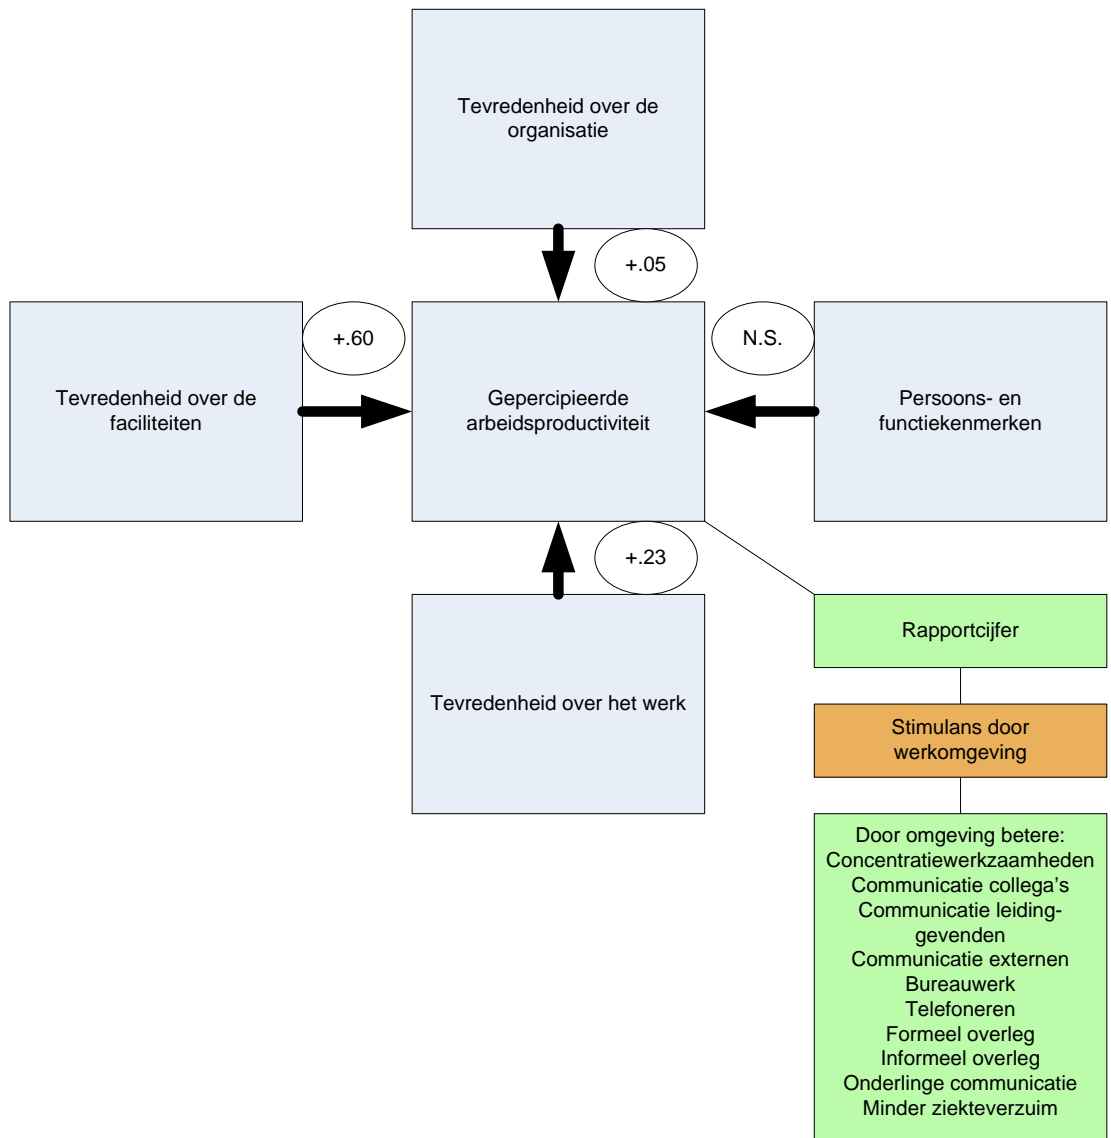 Tevredenheid over de
organisatie
+.05
+.60
N.S.
Tevredenheid over de
faciliteiten
Gepercipieerde
arbeidsproductiviteit
Persoons- en
functiekenmerken
+.23
Tevredenheid over het werk
Rapportcijfer
Stimulans door
werkomgeving
Door omgeving betere:
Concentratiewerkzaamheden
Communicatie collega's
Communicatie leiding-
gevenden
Communicatie externen
Bureauwerk
Telefoneren
Formeel overleg
Informeel overleg
Onderlinge communicatie
Minder ziekteverzuim